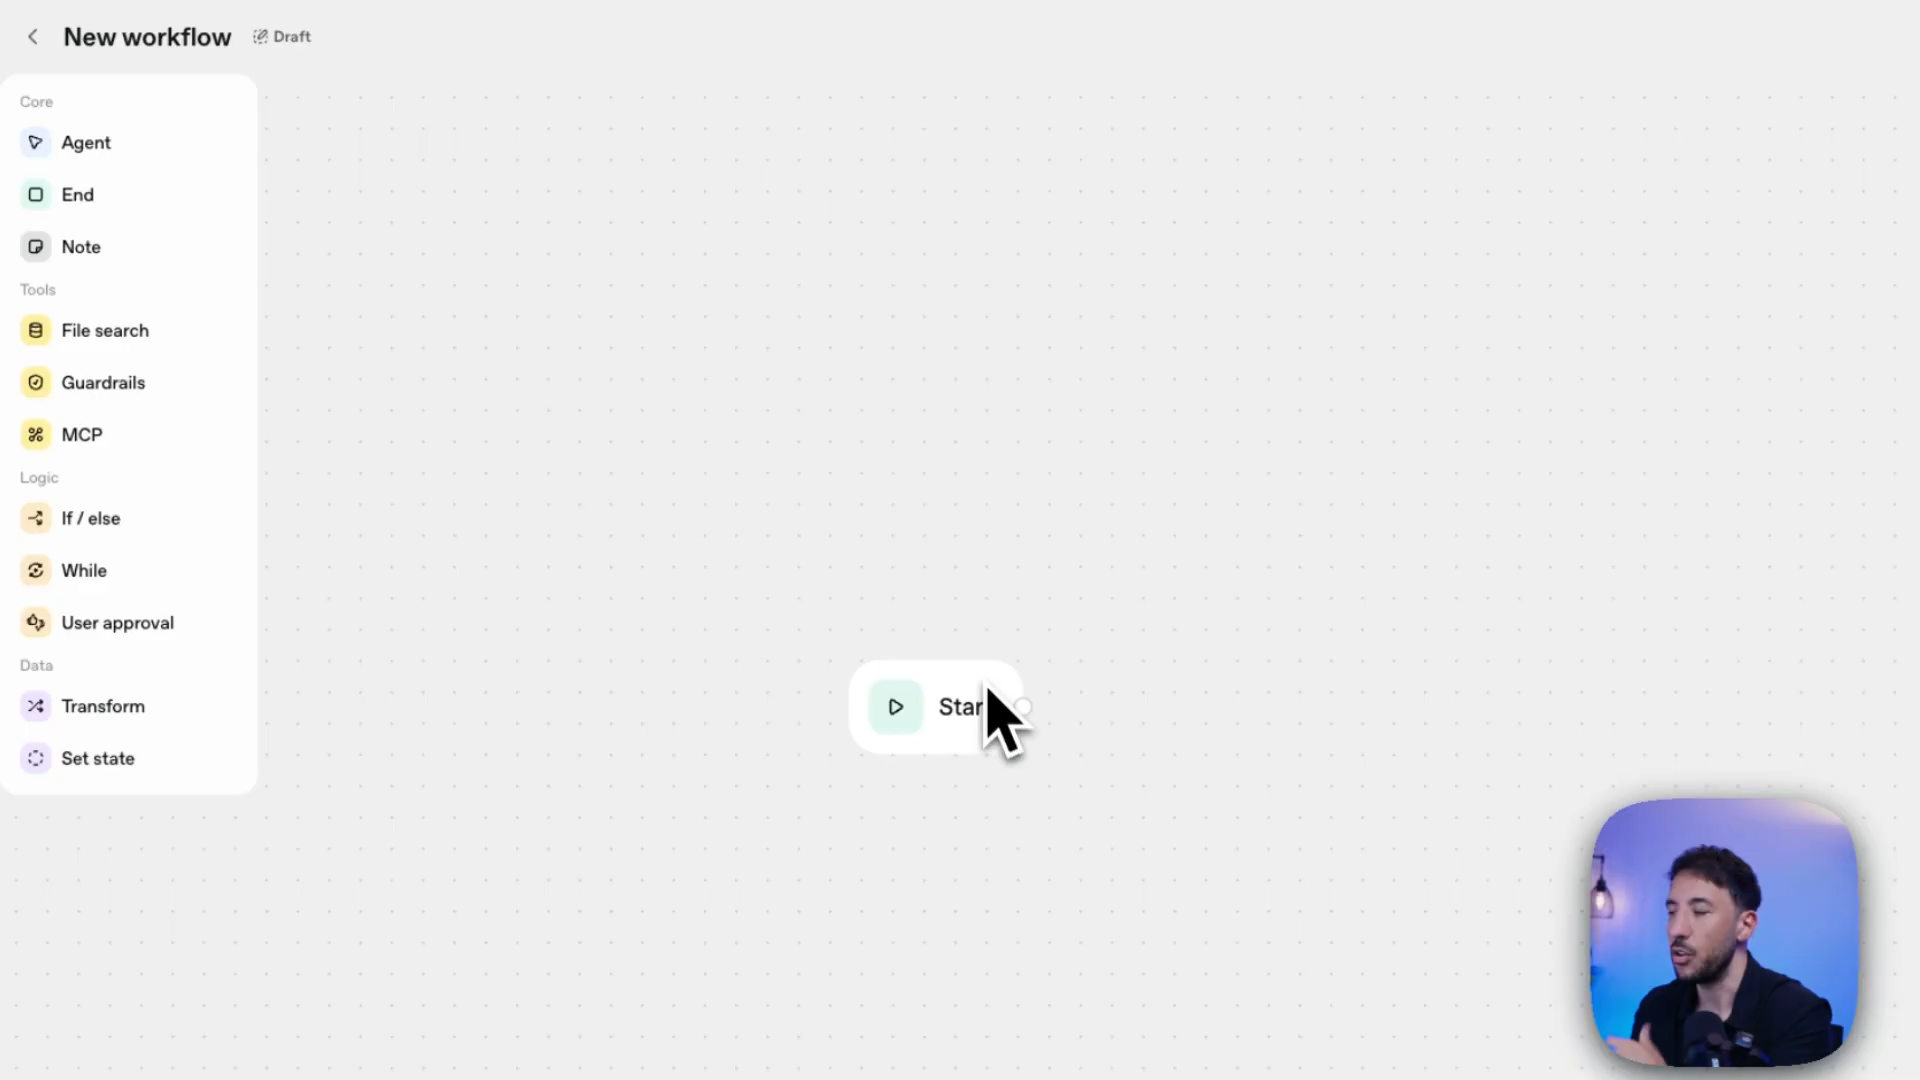 New workflow
Draft
Core
Agent
End
Note
Tools
File search
Guardrails
MCP
Logic
If / else
While
User approval
Data
Transform
Set state
Star